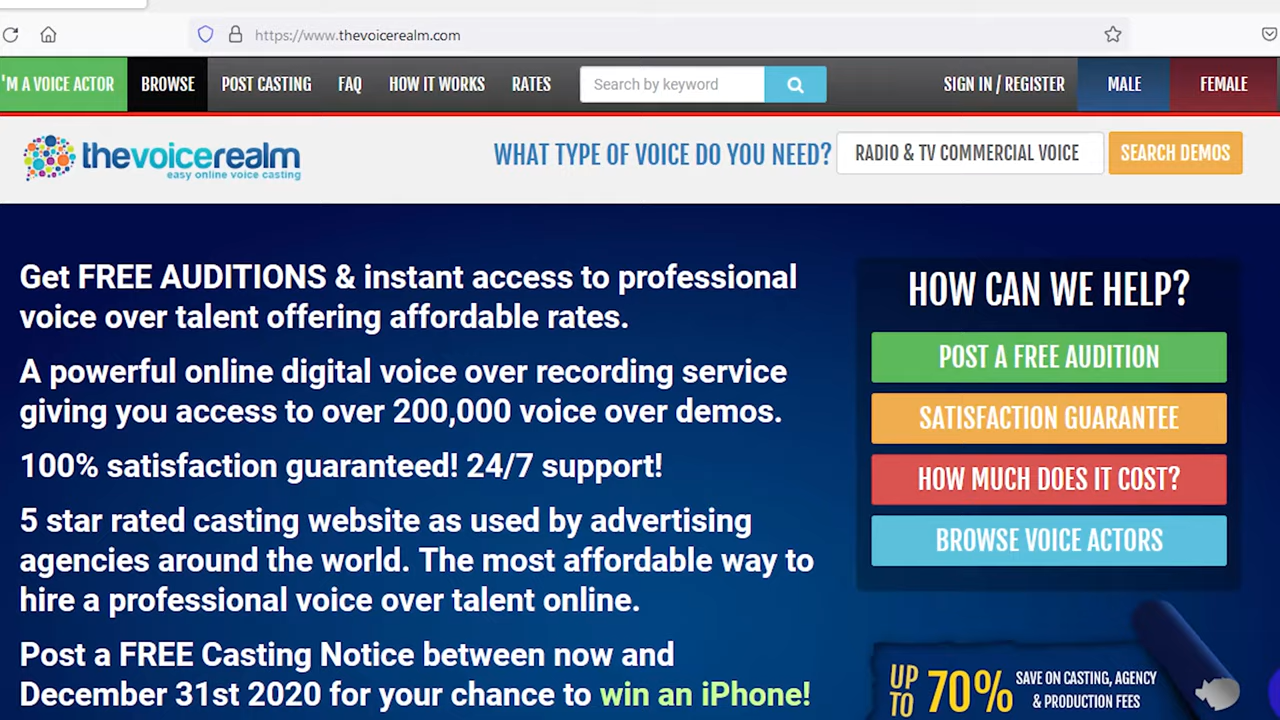 https://www.thevoicerealm.com
'M A VOICE ACTOR
BROWSE
POST CASTING
FAQ
HOW IT WORKS
RATES
Search by keyword
SIGN IN / REGISTER
MALE
FEMALE
thevoicerealm
easy online voice casting
WHAT TYPE OF VOICE DO YOU NEED?
RADIO & TV COMMERCIAL VOICE
SEARCH DEMOS
Get FREE AUDITIONS & instant access to professional
voice over talent offering affordable rates.
A powerful online digital voice over recording service
giving you access to over 200,000 voice over demos.
100% satisfaction guaranteed! 24/7 support!
5 star rated casting website as used by advertising
agencies around the world. The most affordable way to
hire a professional voice over talent online.
Post a FREE Casting Notice between now and
December 31st 2020 for your chance to win an iPhone!
HOW CAN WE HELP?
POST A FREE AUDITION
SATISFACTION GUARANTEE
HOW MUCH DOES IT COST?
BROWSE VOICE ACTORS
UP TO 70% SAVE ON CASTING, AGENCY
& PRODUCTION FEES